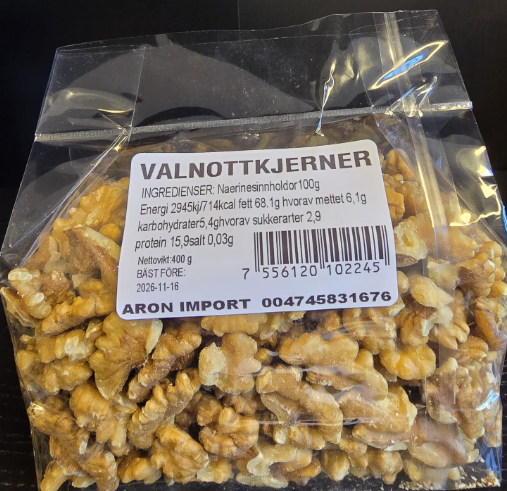 VALNOTTKJERNER
INGREDIENSER: Naerinesinnholdor100g
Energi 2945kj/714kcal fett 68.1g hvorav mettet 6,1g
karbohydrater5,4ghvorav sukkerarter 2,9
protein 15,9salt 0,03g
Nettovikt:400 g
BÄST FÖRE:
2026-11-16
7 556120 102245
ARON IMPORT 004745831676